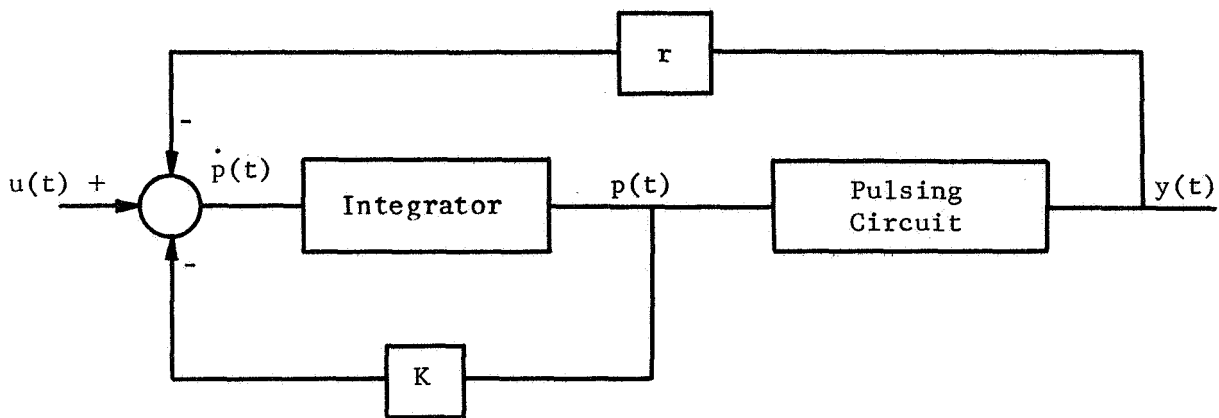 r
-
u(t) +
ṗ(t)
Integrator
p(t)
Pulsing
Circuit
y(t)
-
K